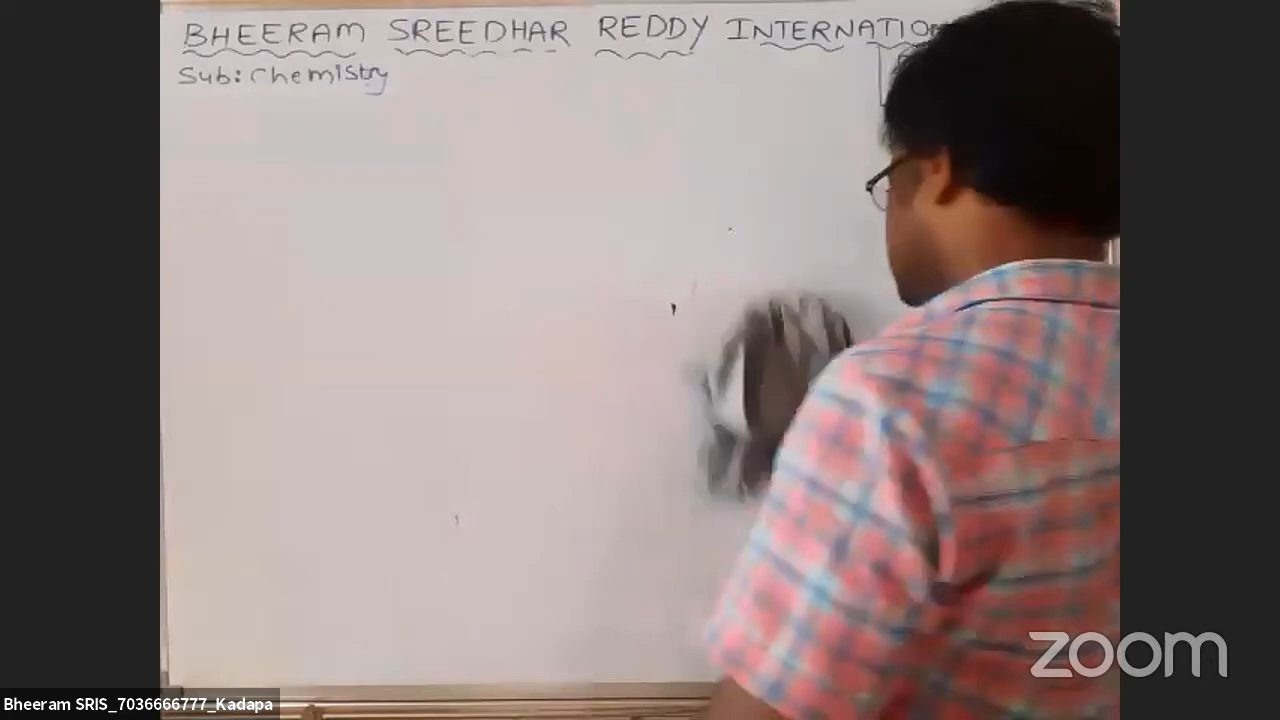 BHEERAM SREEDHAR REDDY INTERNATIO
Sub: Chemistry
zoom
Bheeram SRIS_7036666777_Kadapa